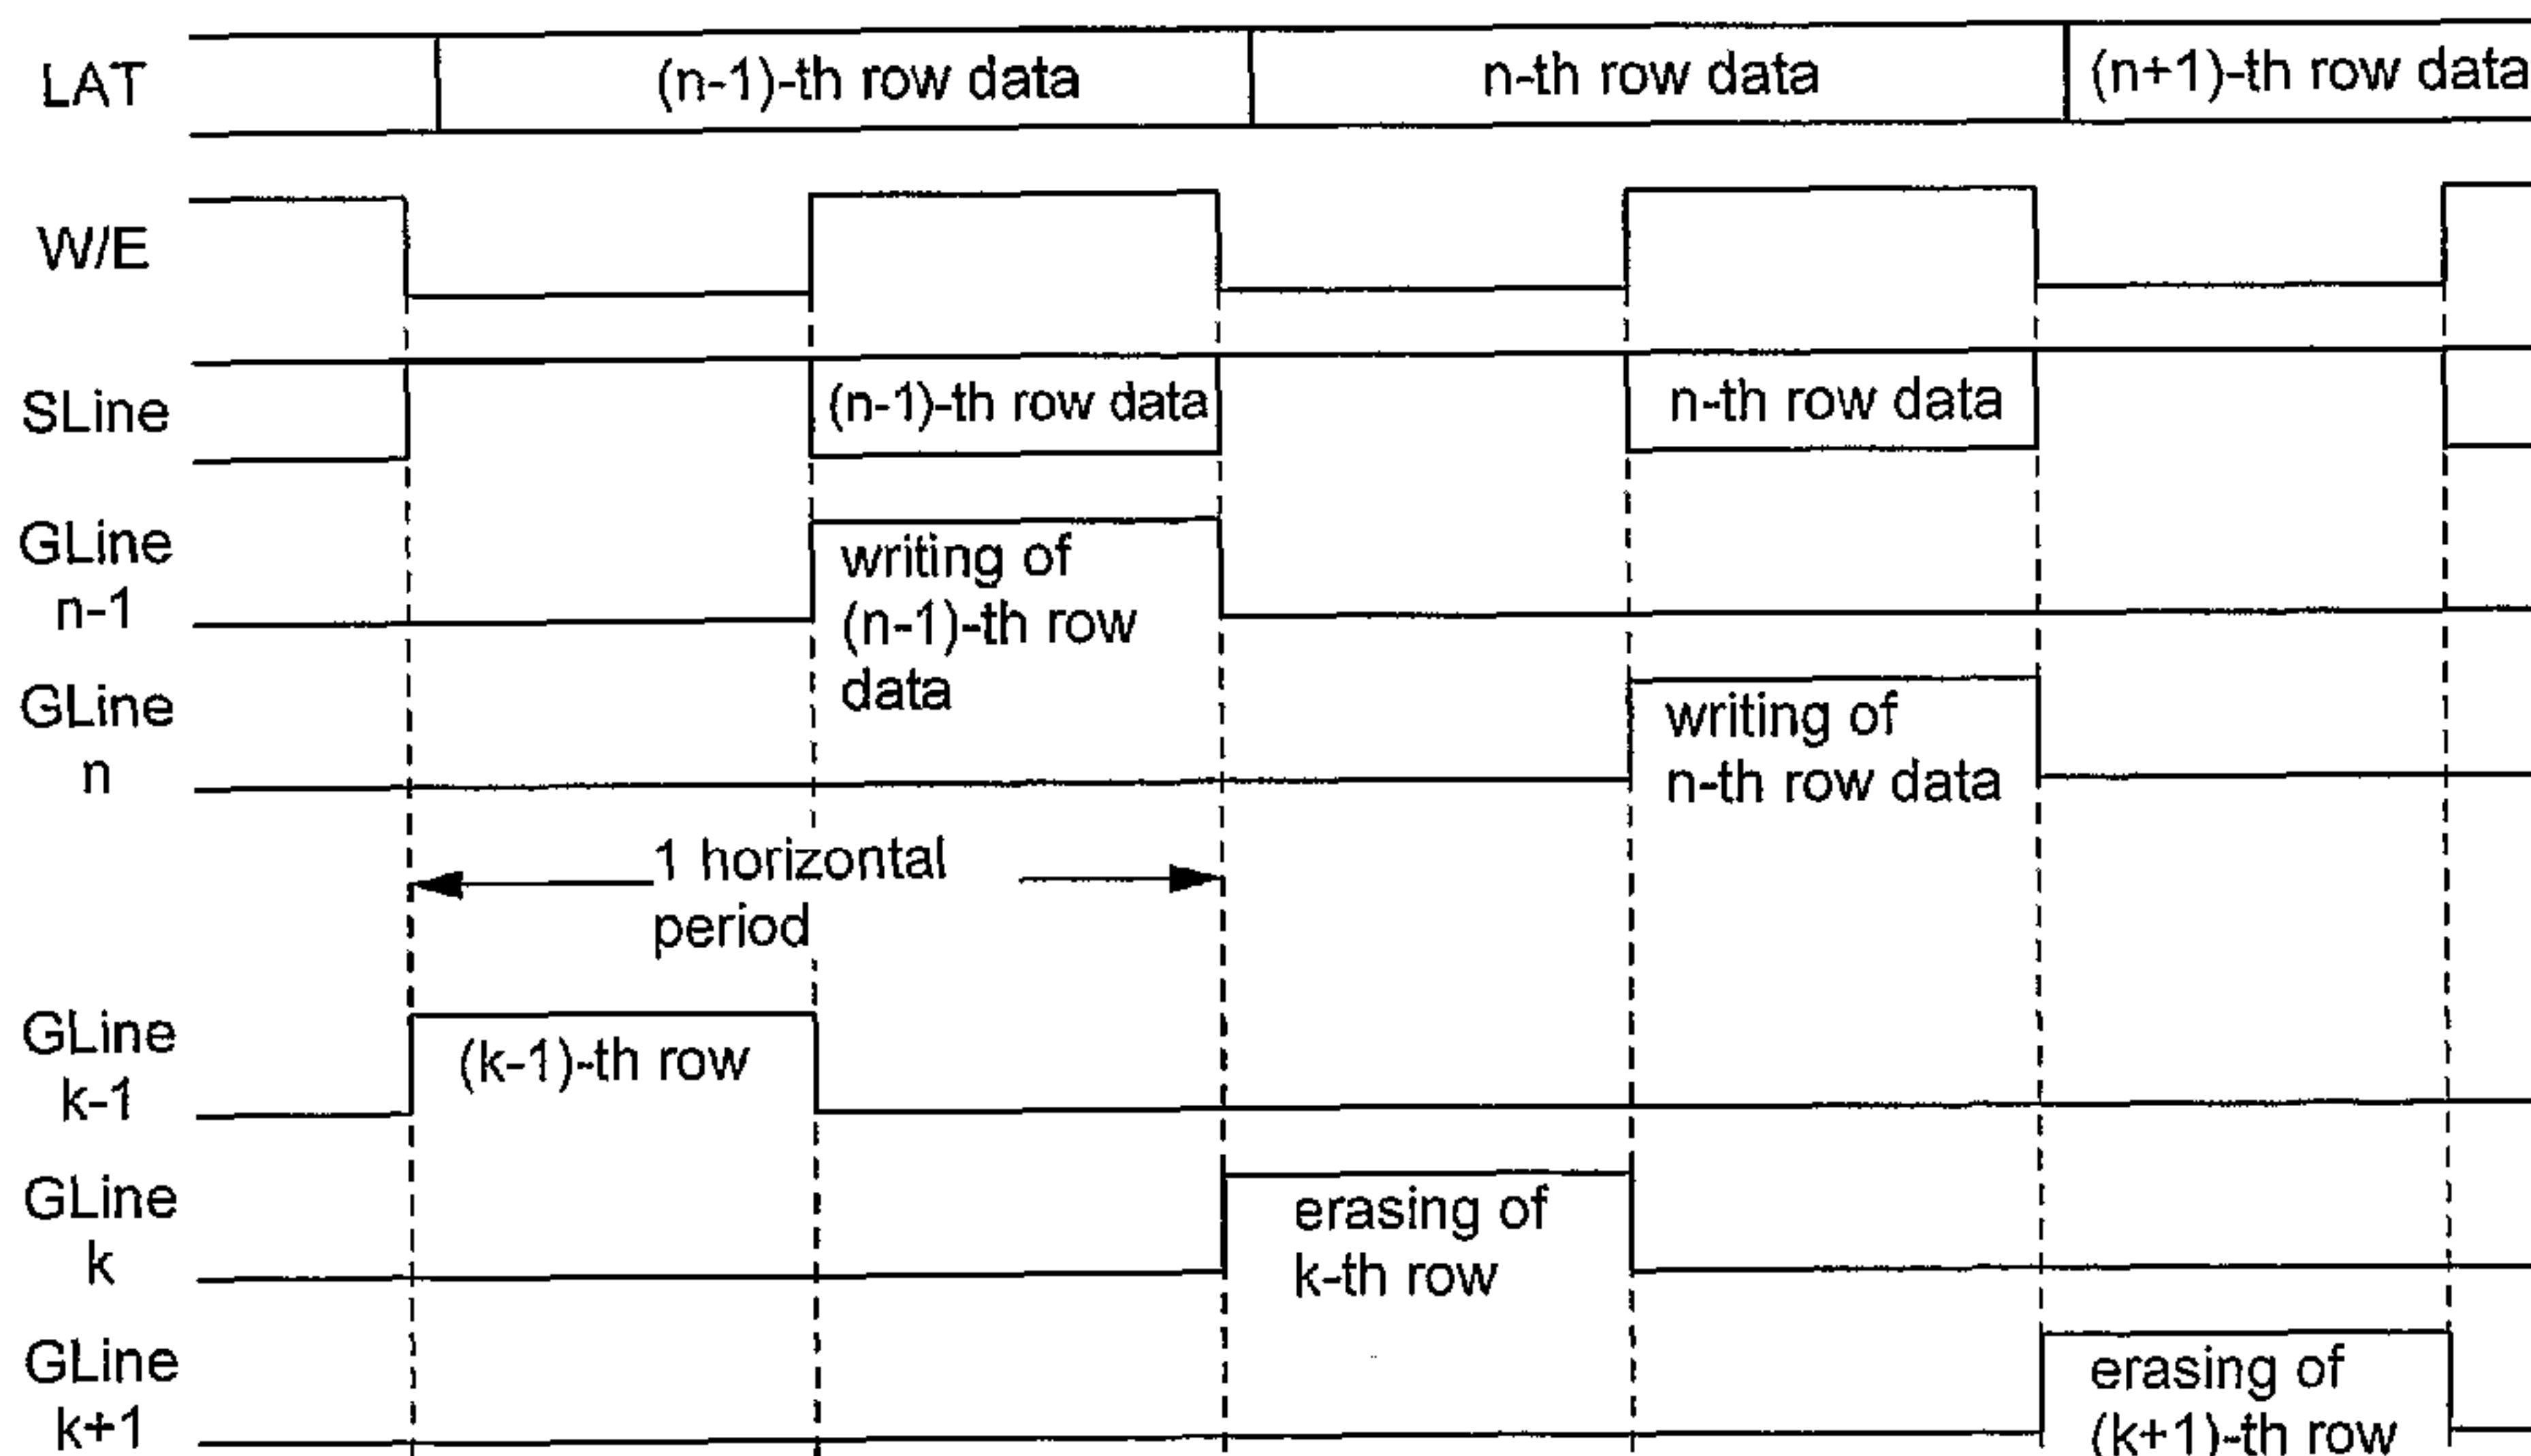 LAT
(n-1)-th row data
n-th row data
(n+1)-th row data
W/E
SLine
(n-1)-th row data
n-th row data
GLine
n-1
writing of
(n-1)-th row
data
GLine
n
writing of
n-th row data
1 horizontal
period
GLine
k-1
(k-1)-th row
GLine
k
erasing of
k-th row
GLine
k+1
erasing of
(k+1)-th row